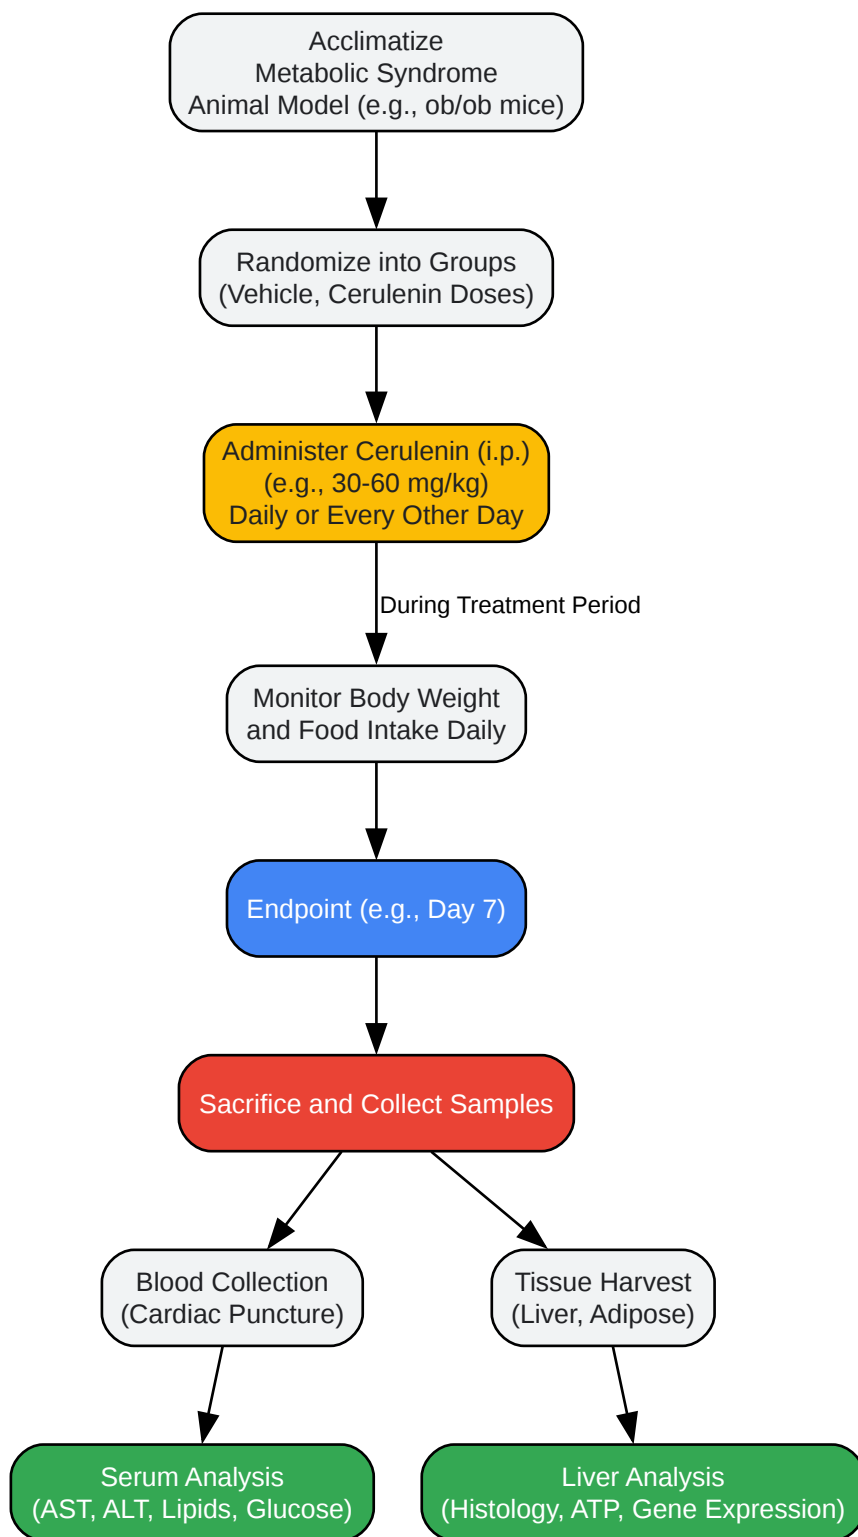 Acclimatize
Metabolic Syndrome
Animal Model (e.g., ob/ob mice)
Randomize into Groups
(Vehicle, Cerulenin Doses)
Administer Cerulenin (i.p.)
(e.g., 30-60 mg/kg)
Daily or Every Other Day
During Treatment Period
Monitor Body Weight
and Food Intake Daily
Endpoint (e.g., Day 7)
Sacrifice and Collect Samples
Blood Collection
(Cardiac Puncture)
Tissue Harvest
(Liver, Adipose)
Serum Analysis
(AST, ALT, Lipids, Glucose)
Liver Analysis
(Histology, ATP, Gene Expression)